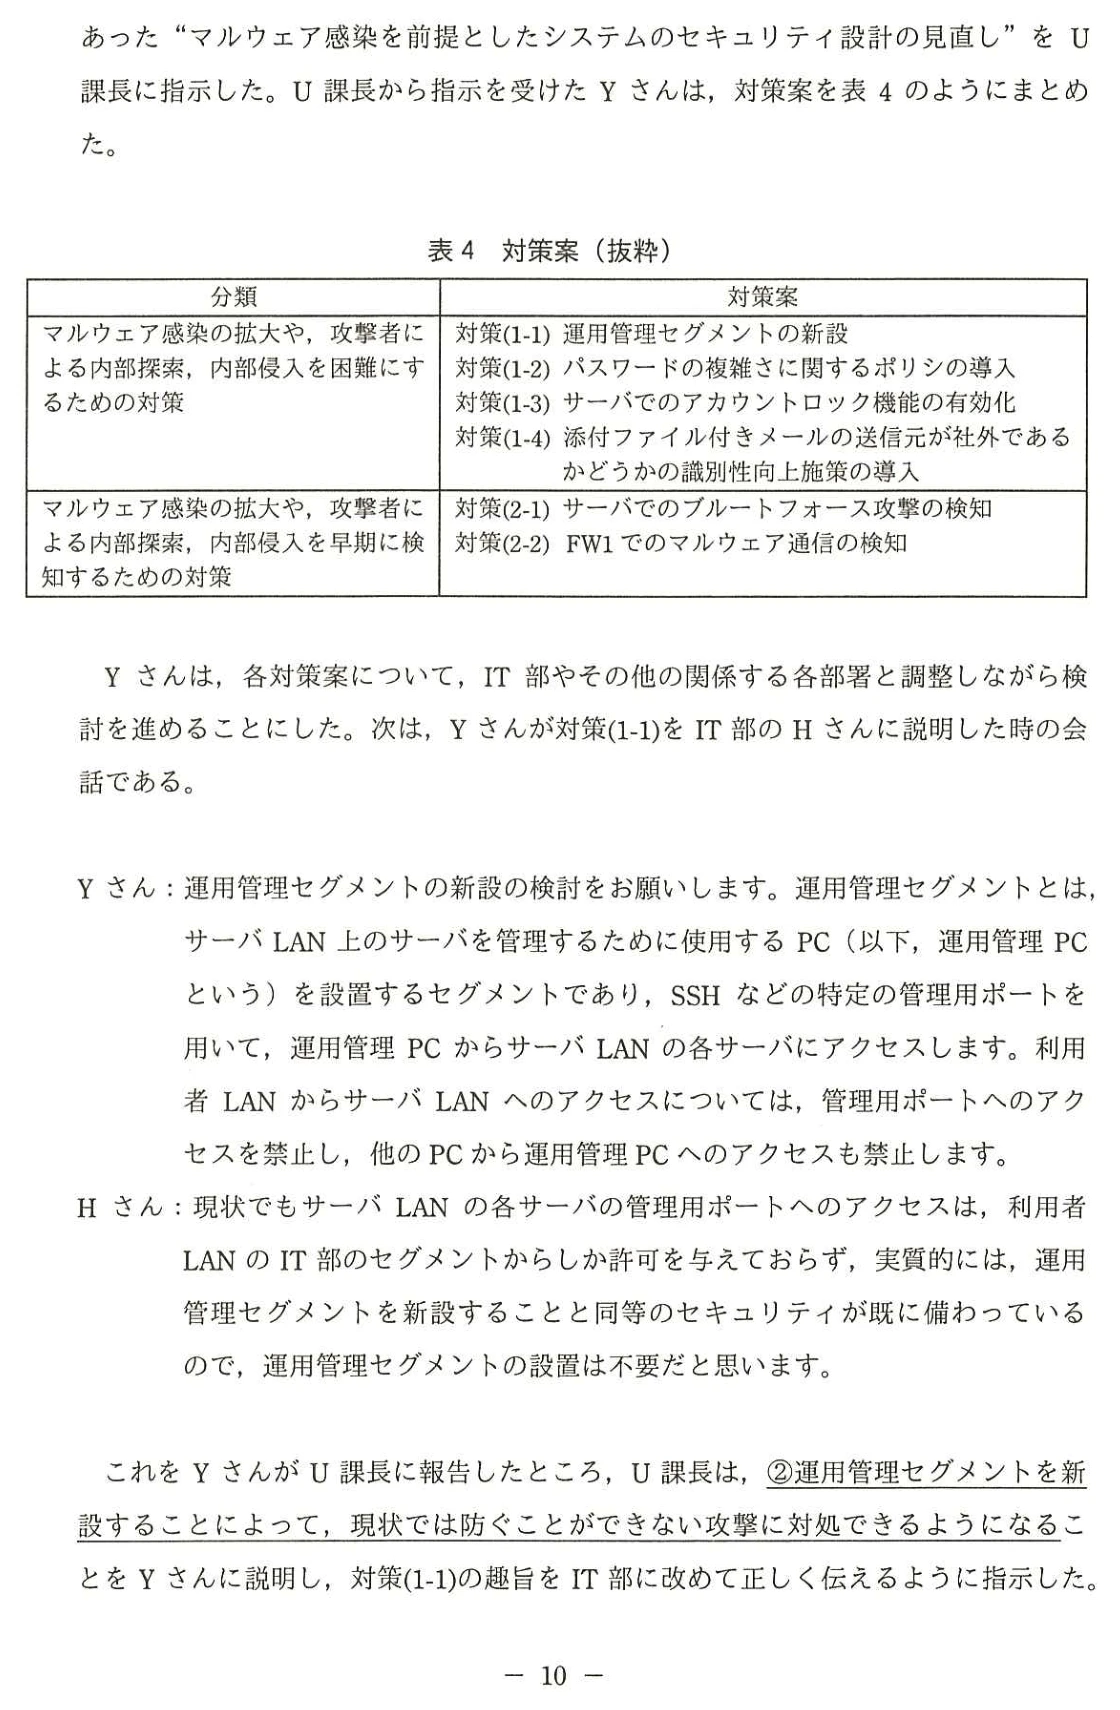 あった“マルウェア感染を前提としたシステムのセキュリティ設計の見直し”を U
課長に指示した。U 課長から指示を受けた Y さんは，対策案を表 4 のようにまとめ
た。
表 4　対策案（抜粋）
分類
対策案
マルウェア感染の拡大や，攻撃者に
よる内部探索，内部侵入を困難にす
るための対策
対策(1-1) 運用管理セグメントの新設
対策(1-2) パスワードの複雑さに関するポリシの導入
対策(1-3) サーバでのアカウントロック機能の有効化
対策(1-4) 添付ファイル付きメールの送信元が社外である
かどうかの識別性向上施策の導入
マルウェア感染の拡大や，攻撃者に
よる内部探索，内部侵入を早期に検
知するための対策
対策(2-1) サーバでのブルートフォース攻撃の検知
対策(2-2) FW1 でのマルウェア通信の検知
Y さんは，各対策案について，IT 部やその他の関係する各部署と調整しながら検
討を進めることにした。次は，Y さんが対策(1-1)を IT 部の H さんに説明した時の会
話である。
Y さん：運用管理セグメントの新設の検討をお願いします。運用管理セグメントとは，
サーバ LAN 上のサーバを管理するために使用する PC（以下，運用管理 PC
という）を設置するセグメントであり，SSH などの特定の管理用ポートを
用いて，運用管理 PC からサーバ LAN の各サーバにアクセスします。利用
者 LAN からサーバ LAN へのアクセスについては，管理用ポートへのアク
セスを禁止し，他の PC から運用管理 PC へのアクセスも禁止します。
H さん：現状でもサーバ LAN の各サーバの管理用ポートへのアクセスは，利用者
LAN の IT 部のセグメントからしか許可を与えておらず，実質的には，運用
管理セグメントを新設することと同等のセキュリティが既に備わっている
ので，運用管理セグメントの設置は不要だと思います。
これを Y さんが U 課長に報告したところ，U 課長は，②運用管理セグメントを新
設することによって，現状では防ぐことができない攻撃に対処できるようになるこ
とを Y さんに説明し，対策(1-1)の趣旨を IT 部に改めて正しく伝えるように指示した。
― 10 ―